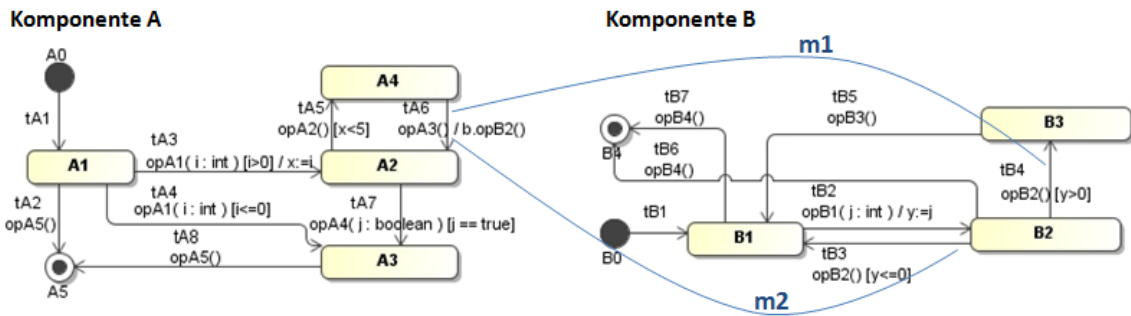 Komponente A
Komponente B
m1
A0
A4
tA1
tA5
opA2() [x<5]
tA6
opA3() / b.opB2()
tB7
opB4()
tB5
opB3()
B3
B4
tB6
opB4()
tA3
opA1( i : int ) [i>0] / x:=i
A1
A2
tA4
opA1( i : int ) [i<=0]
tB4
opB2() [y>0]
tA2
opA5()
tA7
opA4( j : boolean ) [j == true]
tB1
tB2
opB1( j : int ) / y:=j
B1
B2
B0
tA8
opA5()
A3
tB3
opB2() [y<=0]
A5
m2